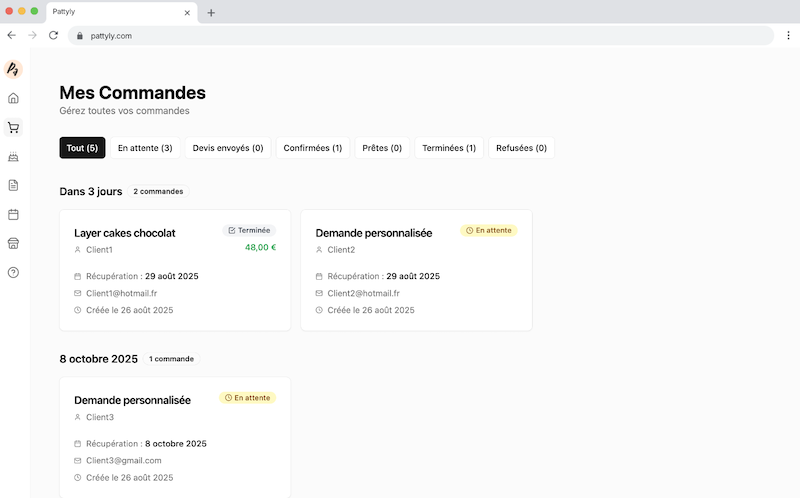 Pattyly
pattyly.com
Mes Commandes
Gérez toutes vos commandes
Tout (5) En attente (3) Devis envoyés (0) Confirmées (1) Prêtes (0) Terminées (1) Refusées (0)
Dans 3 jours 2 commandes
Layer cakes chocolat Terminée
Client1 48,00 €
Récupération : 29 août 2025
Client1@hotmail.fr
Créée le 26 août 2025
Demande personnalisée En attente
Client2
Récupération : 29 août 2025
Client2@hotmail.fr
Créée le 26 août 2025
8 octobre 2025 1 commande
Demande personnalisée En attente
Client3
Récupération : 8 octobre 2025
Client3@gmail.com
Créée le 26 août 2025